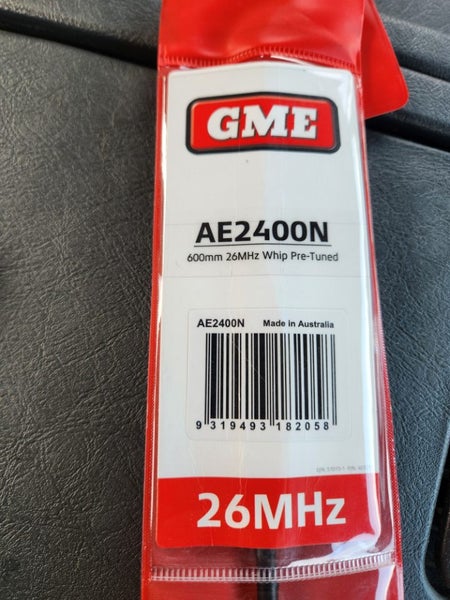 GME
AE2400N
600mm 26MHz Whip Pre-Tuned
AE2400N Made in Australia
9 319493 182058
26MHz